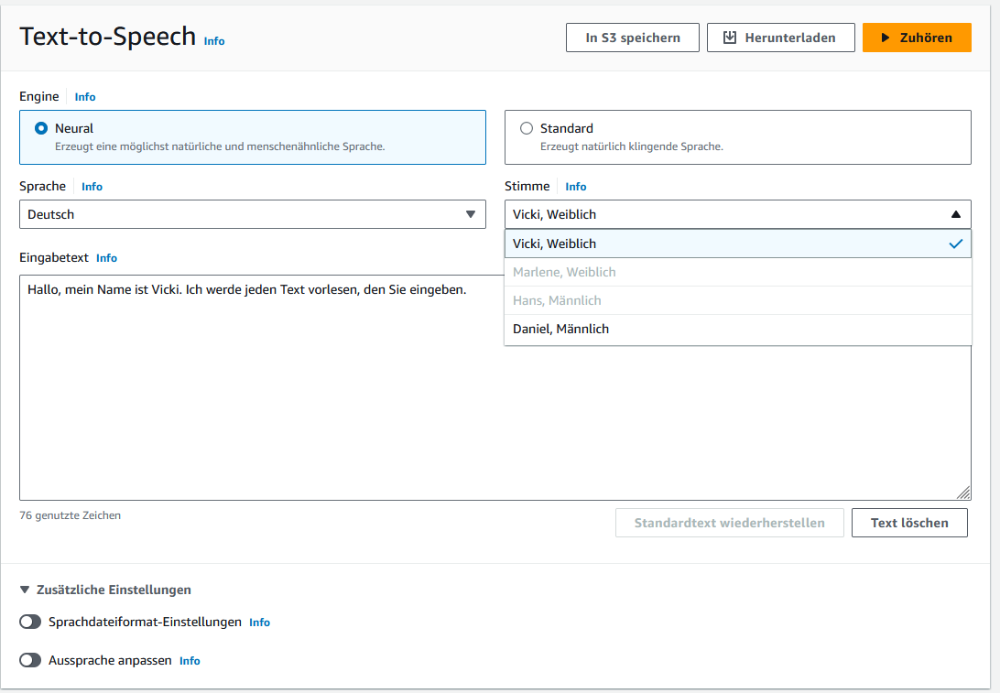 Text-to-Speech Info
In S3 speichern
Herunterladen
Zuhören
Engine Info
Neural
Erzeugt eine möglichst natürliche und menschenähnliche Sprache.
Standard
Erzeugt natürlich klingende Sprache.
Sprache Info
Deutsch
Stimme Info
Vicki, Weiblich
Vicki, Weiblich
Marlene, Weiblich
Hans, Männlich
Daniel, Männlich
Eingabetext Info
Hallo, mein Name ist Vicki. Ich werde jeden Text vorlesen, den Sie eingeben.
76 genutzte Zeichen
Standardtext wiederherstellen
Text löschen
Zusätzliche Einstellungen
Sprachdateiformat-Einstellungen Info
Aussprache anpassen Info